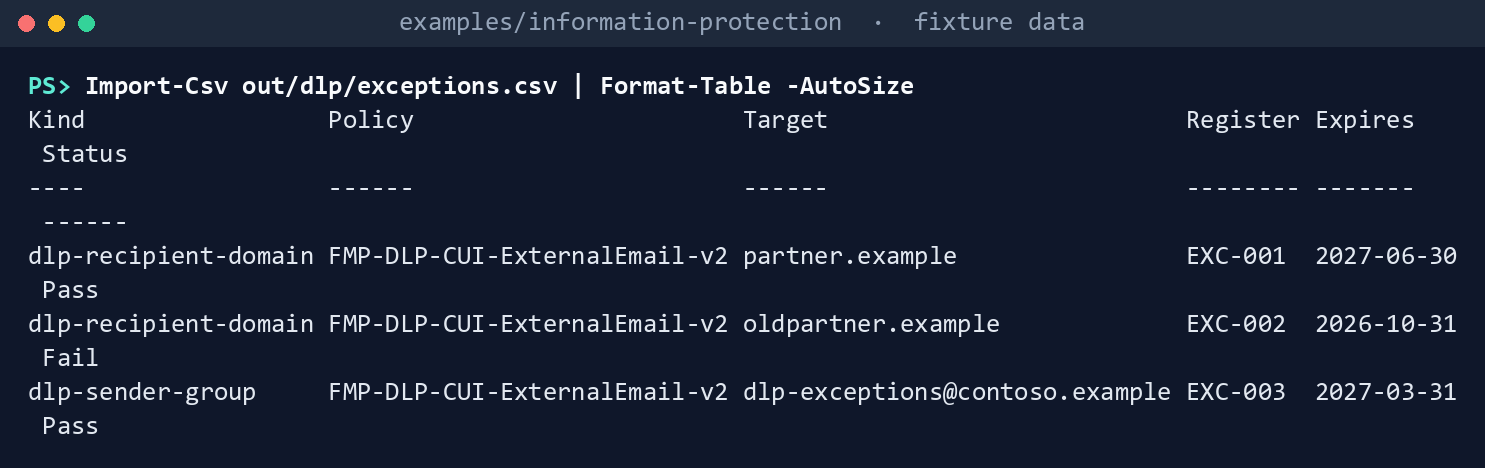 examples/information-protection · fixture data
PS> Import-Csv out/dlp/exceptions.csv | Format-Table -AutoSize
Kind Policy Target Register Expires
Status
---- ------ ------ -------- -------
------
dlp-recipient-domain FMP-DLP-CUI-ExternalEmail-v2 partner.example EXC-001 2027-06-30
Pass
dlp-recipient-domain FMP-DLP-CUI-ExternalEmail-v2 oldpartner.example EXC-002 2026-10-31
Fail
dlp-sender-group FMP-DLP-CUI-ExternalEmail-v2 dlp-exceptions@contoso.example EXC-003 2027-03-31
Pass